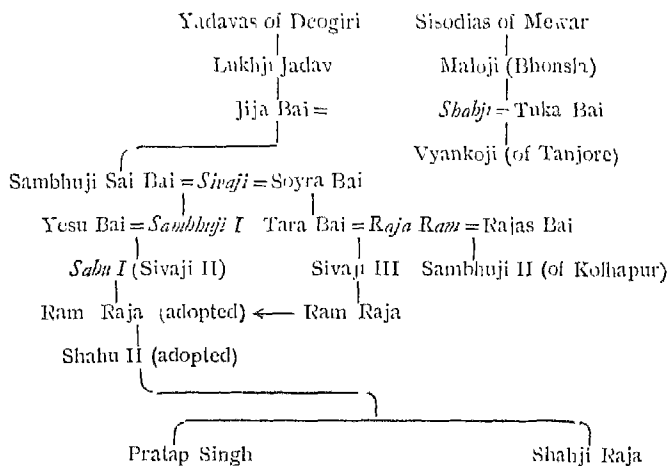 Yadavas of Deogiri Sisodias of Mewar
Lukhji Jadav Maloji (Bhonsla)
Jija Bai = Shahji = Tuka Bai
Vyankoji (of Tanjore)
Sambhuji Sai Bai = Sivaji = Soyra Bai
Yesu Bai = Sambhuji I Tara Bai = Raja Ram = Rajas Bai
Sahu I (Sivaji II) Sivaji III Sambhuji II (of Kolhapur)
Ram Raja (adopted) ← Ram Raja
Shahu II (adopted)
Pratap Singh Shahji Raja